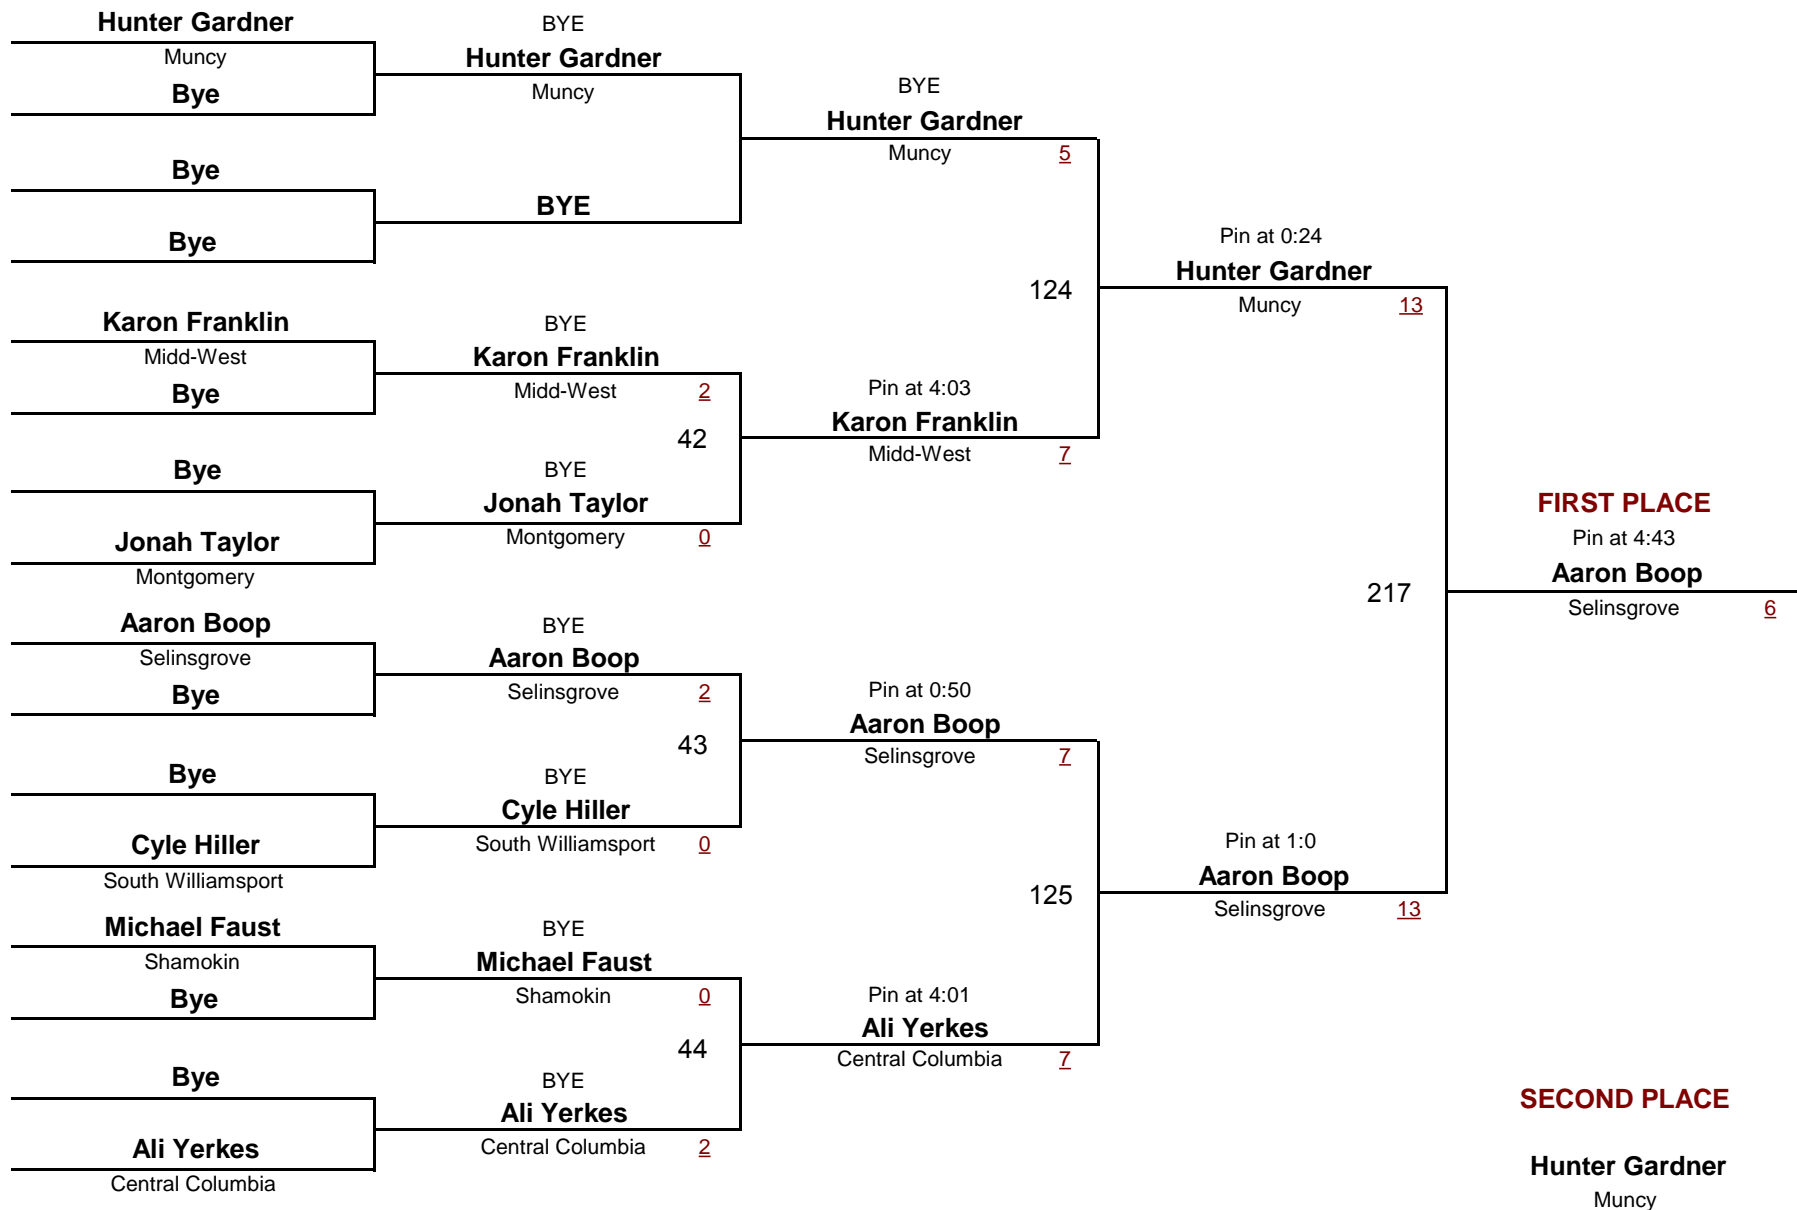 Hunter Gardner
Muncy
Bye
Bye
Bye
Karon Franklin
Midd-West
Bye
Bye
Jonah Taylor
Montgomery
Aaron Boop
Selinsgrove
Bye
Bye
Cyle Hiller
South Williamsport
Michael Faust
Shamokin
Bye
Bye
Ali Yerkes
Central Columbia
BYE
Hunter Gardner
Muncy
BYE
BYE
Karon Franklin
Midd-West 2
42
BYE
Jonah Taylor
Montgomery 0
BYE
Aaron Boop
Selinsgrove 2
43
BYE
Cyle Hiller
South Williamsport 0
BYE
Michael Faust
Shamokin 0
44
BYE
Ali Yerkes
Central Columbia 2
BYE
Hunter Gardner
Muncy 5
124
Pin at 4:03
Karon Franklin
Midd-West 7
Pin at 0:50
Aaron Boop
Selinsgrove 7
125
Pin at 4:01
Ali Yerkes
Central Columbia 7
Pin at 0:24
Hunter Gardner
Muncy 13
217
Pin at 1:0
Aaron Boop
Selinsgrove 13
FIRST PLACE
Pin at 4:43
Aaron Boop
Selinsgrove 6
SECOND PLACE
Hunter Gardner
Muncy